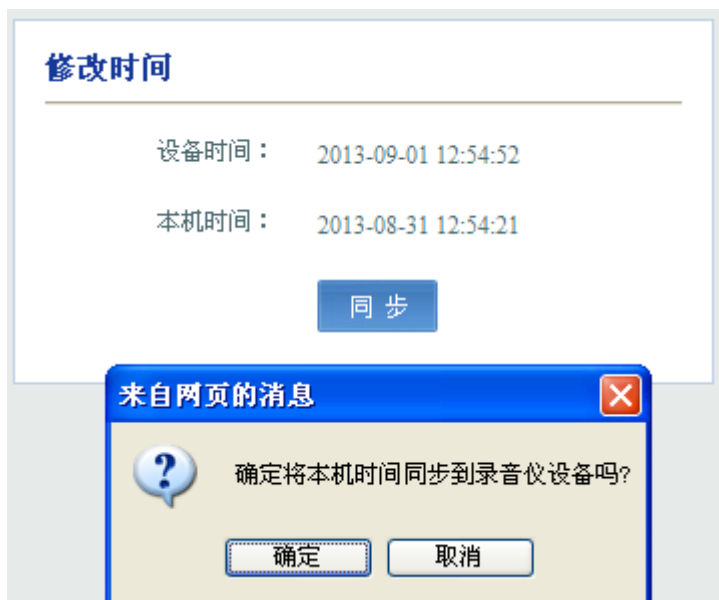 修改时间
设备时间： 2013-09-01 12:54:52
本机时间： 2013-08-31 12:54:21
同 步
来自网页的消息
确定将本机时间同步到录音仪设备吗?
确定 取消